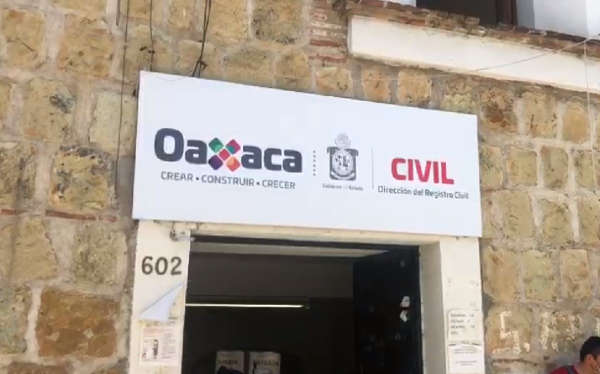 Oaxaca
CREAR • CONSTRUIR • CRECER
CIVIL
Dirección del Registro Civil
602